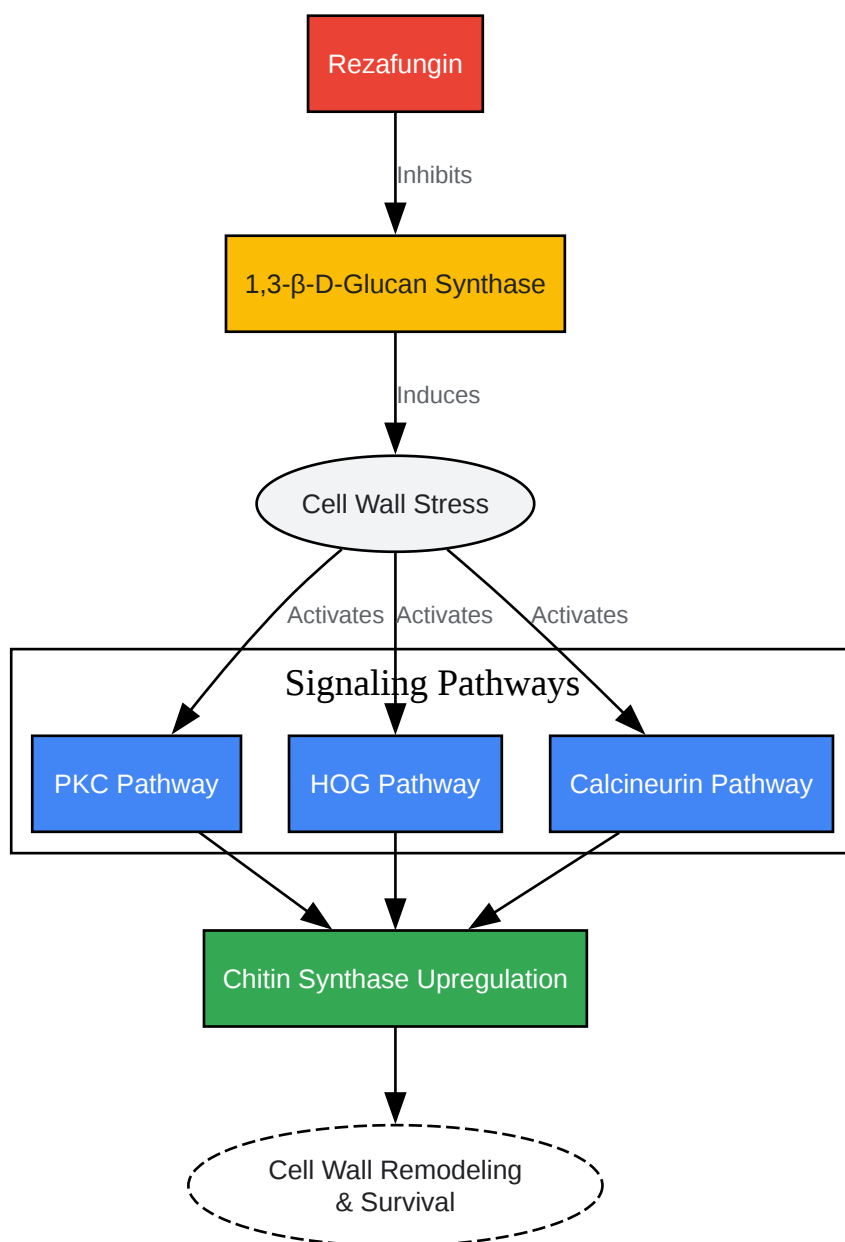 Rezafungin
Inhibits
1,3-β-D-Glucan Synthase
Induces
Cell Wall Stress
Activates
Activates
Activates
Signaling Pathways
PKC Pathway
HOG Pathway
Calcineurin Pathway
Chitin Synthase Upregulation
Cell Wall Remodeling
& Survival